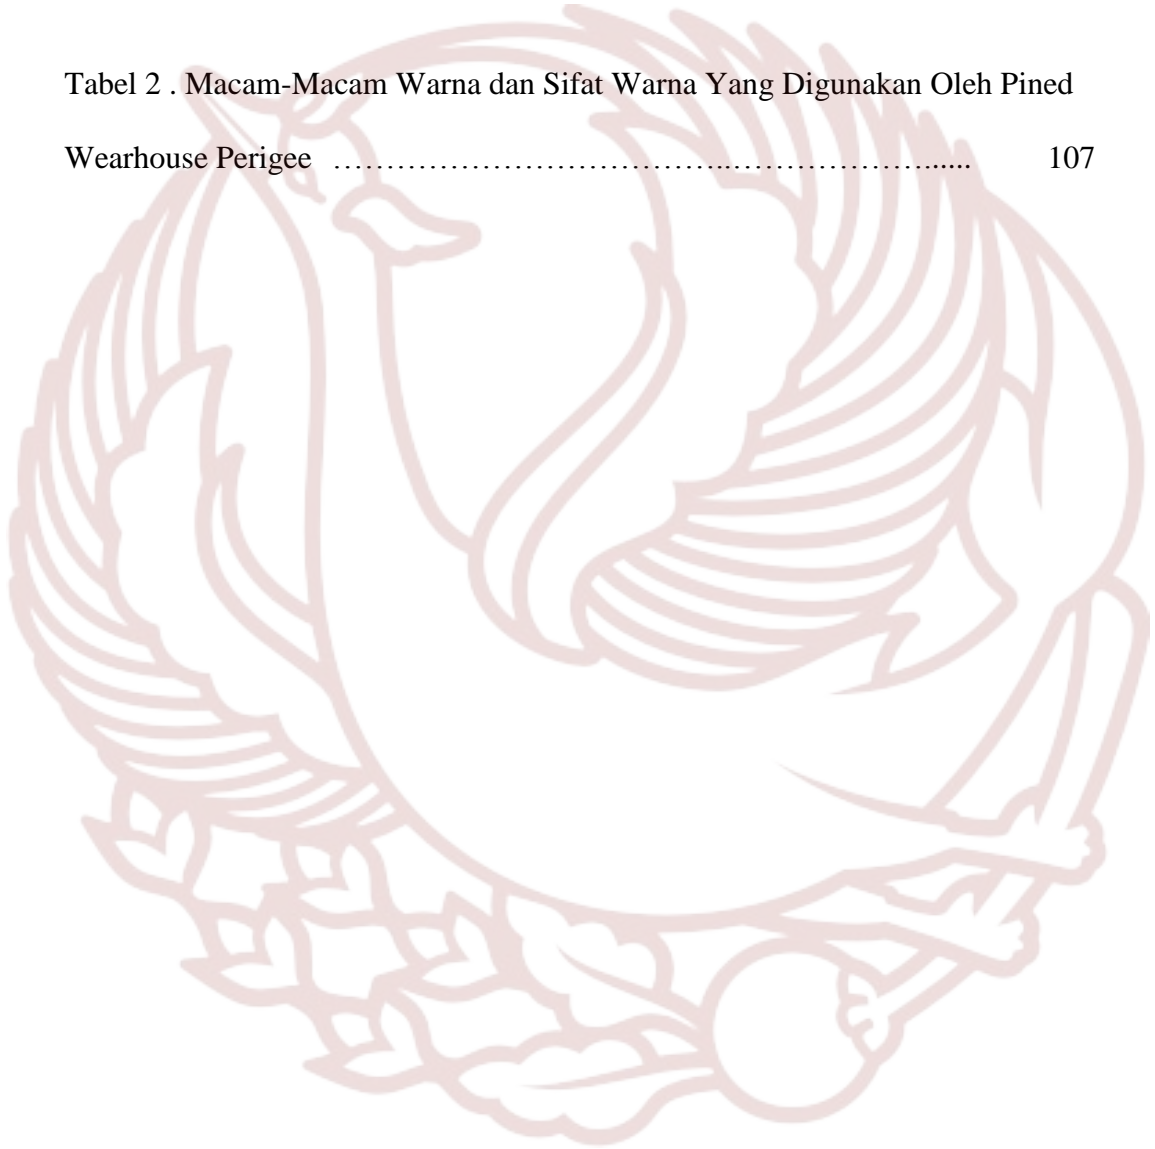 Tabel 2 . Macam-Macam Warna dan Sifat Warna Yang Digunakan Oleh Pined
Wearhouse Perigee ………………………………..………………….….... 107